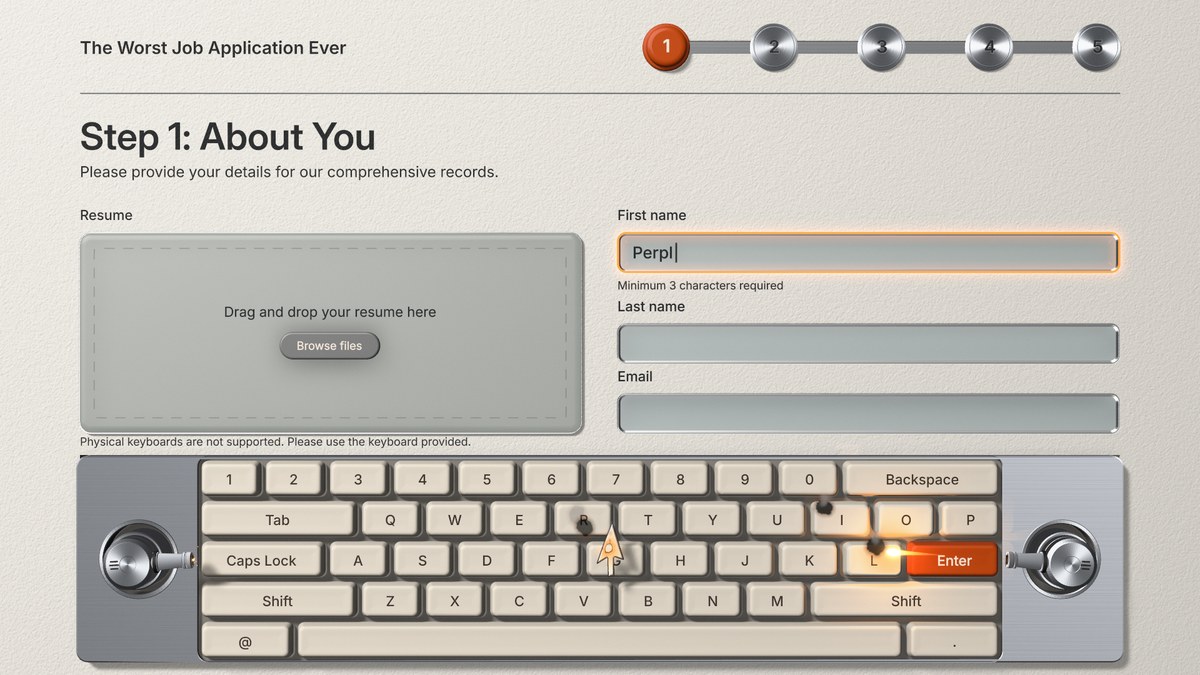 The Worst Job Application Ever
1 2 3 4 5
Step 1: About You
Please provide your details for our comprehensive records.
Resume
Drag and drop your resume here
Browse files
First name
Perpl
Minimum 3 characters required
Last name
Email
Physical keyboards are not supported. Please use the keyboard provided.
1 2 3 4 5 6 7 8 9 0 Backspace
Tab Q W E R T Y U I O P
Caps Lock A S D F G H J K L Enter
Shift Z X C V B N M Shift
@ .